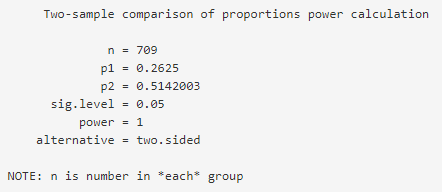 Two-sample comparison of proportions power calculation
n = 709
p1 = 0.2625
p2 = 0.5142003
sig.level = 0.05
power = 1
alternative = two.sided
NOTE: n is number in *each* group